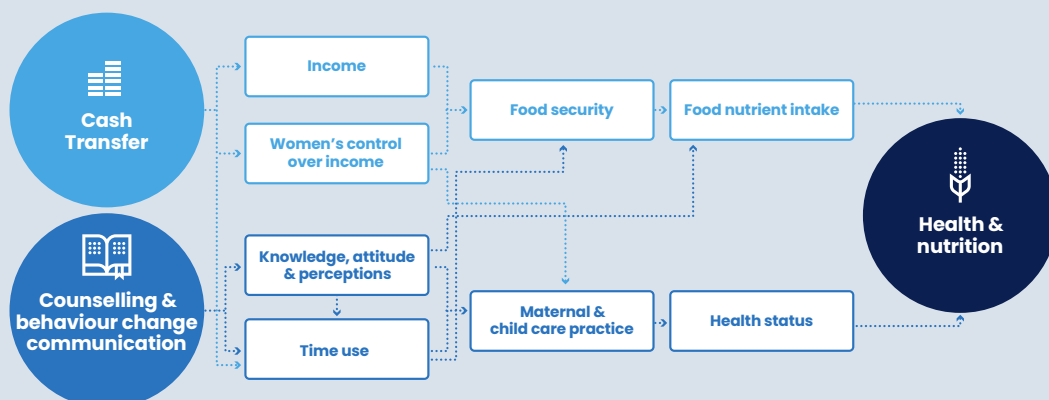 Cash
Transfer
Counselling &
behaviour change
communication
Income
Women's control
over income
Knowledge, attitude
& perceptions
Time use
Food security
Food nutrient intake
Maternal &
child care practice
Health status
Health &
nutrition